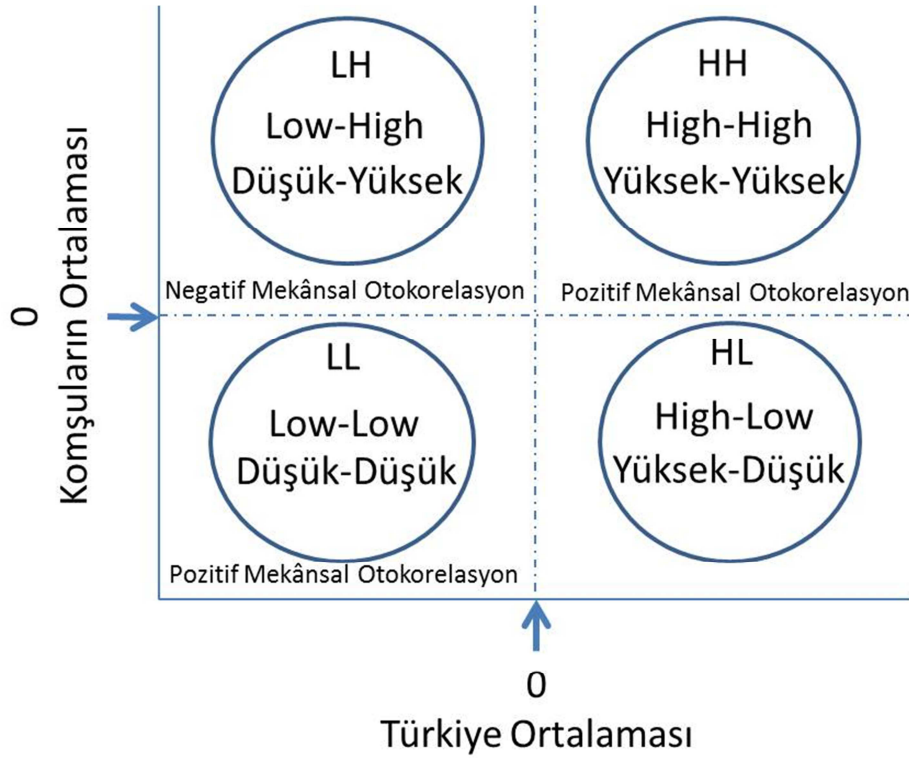 LH
Low-High
Düşük-Yüksek
HH
High-High
Yüksek-Yüksek
Negatif Mekânsal Otokorelasyon
Pozitif Mekânsal Otokorelasyon
0
Komşuların Ortalaması
LL
Low-Low
Düşük-Düşük
HL
High-Low
Yüksek-Düşük
Pozitif Mekânsal Otokorelasyon
0
Türkiye Ortalaması